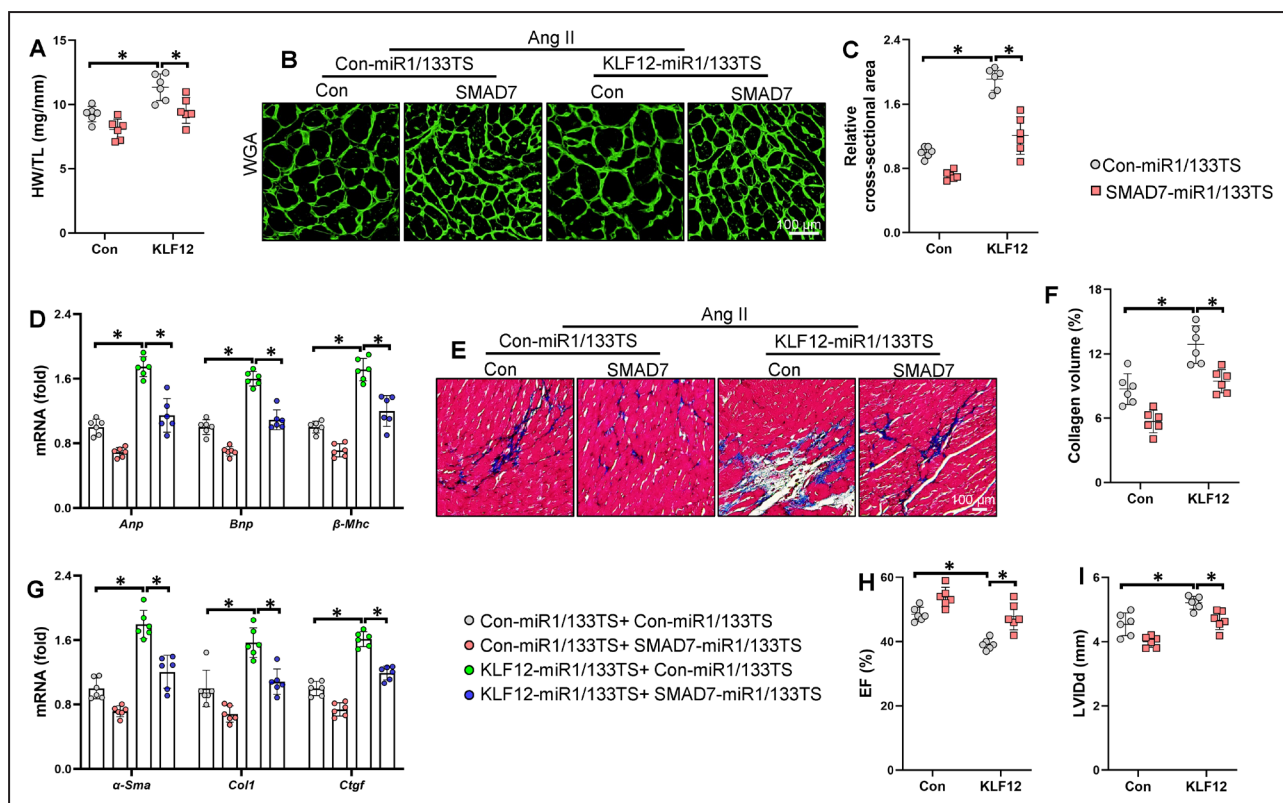 A
HW/TL (mg/mm)
15
10
5
0
* *
Con KLF12
B
Ang II
Con-miR1/133TS KLF12-miR1/133TS
Con SMAD7 Con SMAD7
WGA
100 μm
C
Relative
cross-sectional area
2.4
1.6
0.8
0.0
* *
Con KLF12
Con-miR1/133TS
SMAD7-miR1/133TS
D
mRNA (fold)
2.4
1.6
0.8
0.0
* * * * * *
Anp Bnp β-Mhc
E
Ang II
Con-miR1/133TS KLF12-miR1/133TS
Con SMAD7 Con SMAD7
100 μm
F
Collagen volume (%)
18
12
6
0
* *
Con KLF12
G
mRNA (fold)
2.4
1.6
0.8
0.0
* * * * * *
α-Sma Col1 Ctgf
Con-miR1/133TS+ Con-miR1/133TS
Con-miR1/133TS+ SMAD7-miR1/133TS
KLF12-miR1/133TS+ Con-miR1/133TS
KLF12-miR1/133TS+ SMAD7-miR1/133TS
H
EF (%)
60
40
20
0
* *
Con KLF12
I
LVIDd (mm)
6
4
2
0
* *
Con KLF12